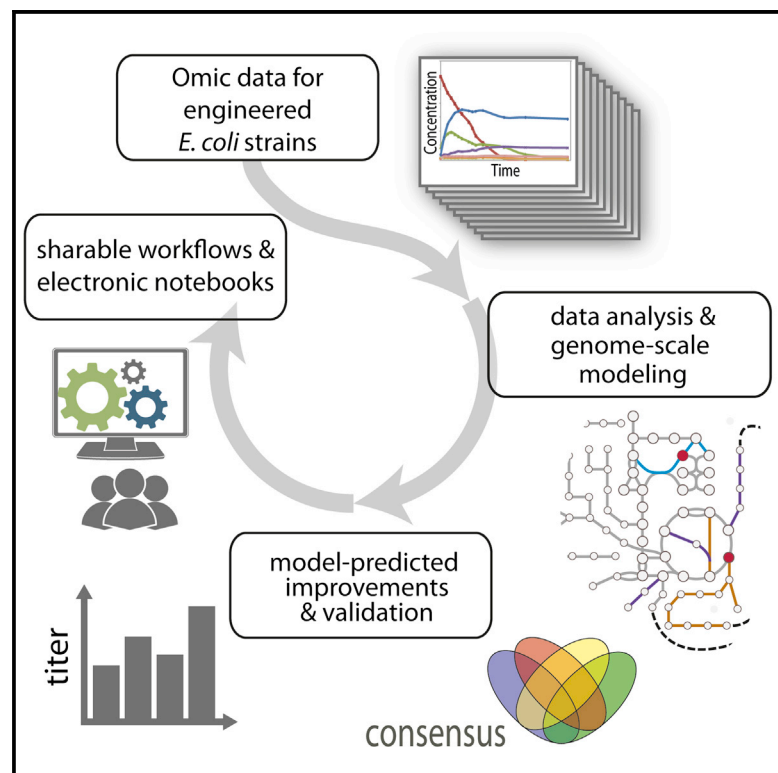 Omic data for
engineered
E. coli strains
Concentration
Time
sharable workflows &
electronic notebooks
data analysis &
genome-scale
modeling
model-predicted
improvements
& validation
titer
consensus